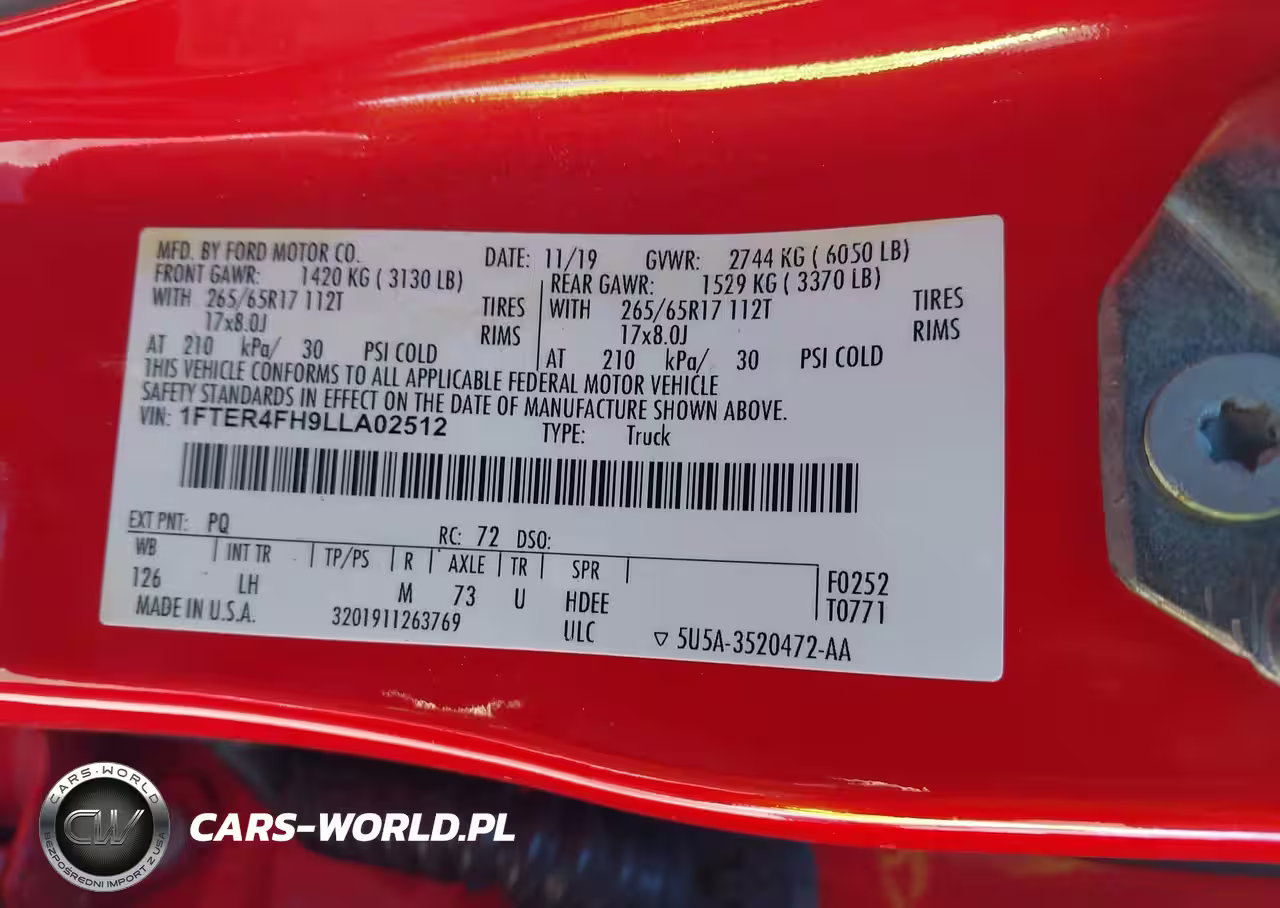 MFD. BY FORD MOTOR CO. DATE: 11/19 GVWR: 2744 KG ( 6050 LB)
FRONT GAWR: 1420 KG ( 3130 LB) REAR GAWR: 1529 KG ( 3370 LB)
WITH 265/65R17 112T TIRES WITH 265/65R17 112T TIRES
17x8.0J RIMS 17x8.0J RIMS
AT 210 kPa/ 30 PSI COLD AT 210 kPa/ 30 PSI COLD
THIS VEHICLE CONFORMS TO ALL APPLICABLE FEDERAL MOTOR VEHICLE
SAFETY STANDARDS IN EFFECT ON THE DATE OF MANUFACTURE SHOWN ABOVE.
VIN: 1FTER4FH9LLA02512 TYPE: Truck
EXT PNT: PQ RC: 72 DSO:
WB INT TR TP/PS R AXLE TR SPR
126 LH M 73 U HDEE F0252
MADE IN U.S.A. 3201911263769 ULC T0771
▽ 5U5A-3520472-AA
CARS-WORLD
CW
BEZPOŚREDNI IMPORT Z USA
CARS-WORLD.PL